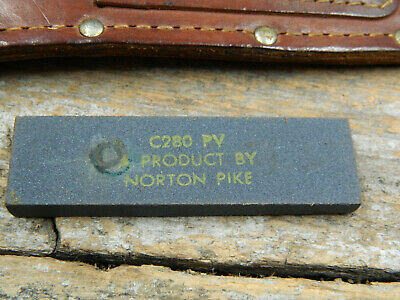 C280 PV
PRODUCT BY
NORTON PIKE